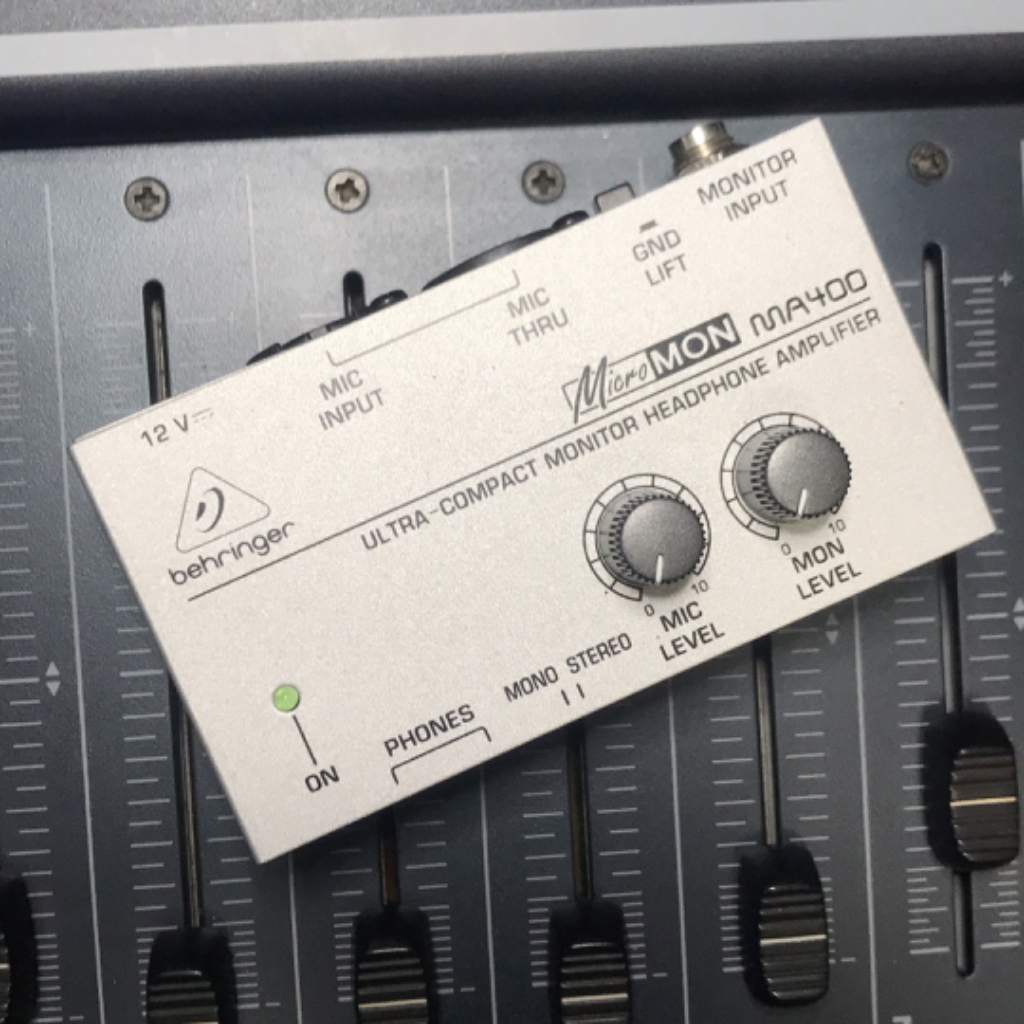 MONITOR
INPUT
GND
LIFT
MIC
THRU
MIC
INPUT
12 V
MicroMON MA400
ULTRA-COMPACT MONITOR HEADPHONE AMPLIFIER
behringer
0 10
MON
LEVEL
0 10
MIC
LEVEL
MONO STEREO
PHONES
ON